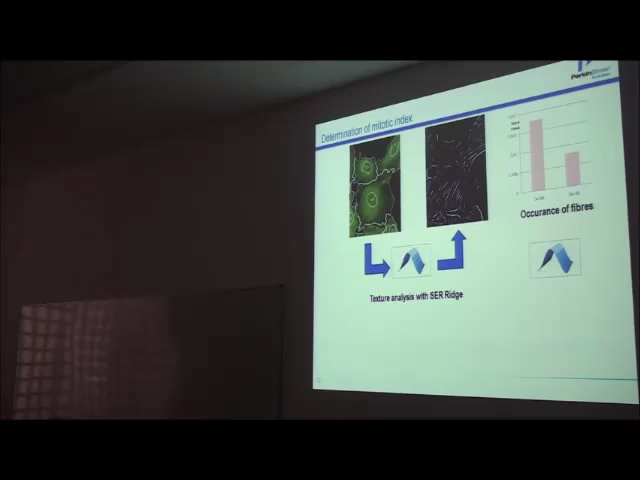 PerkinElmer
Determination of mitotic index
Occurance of fibres
Texture analysis with SER Ridge